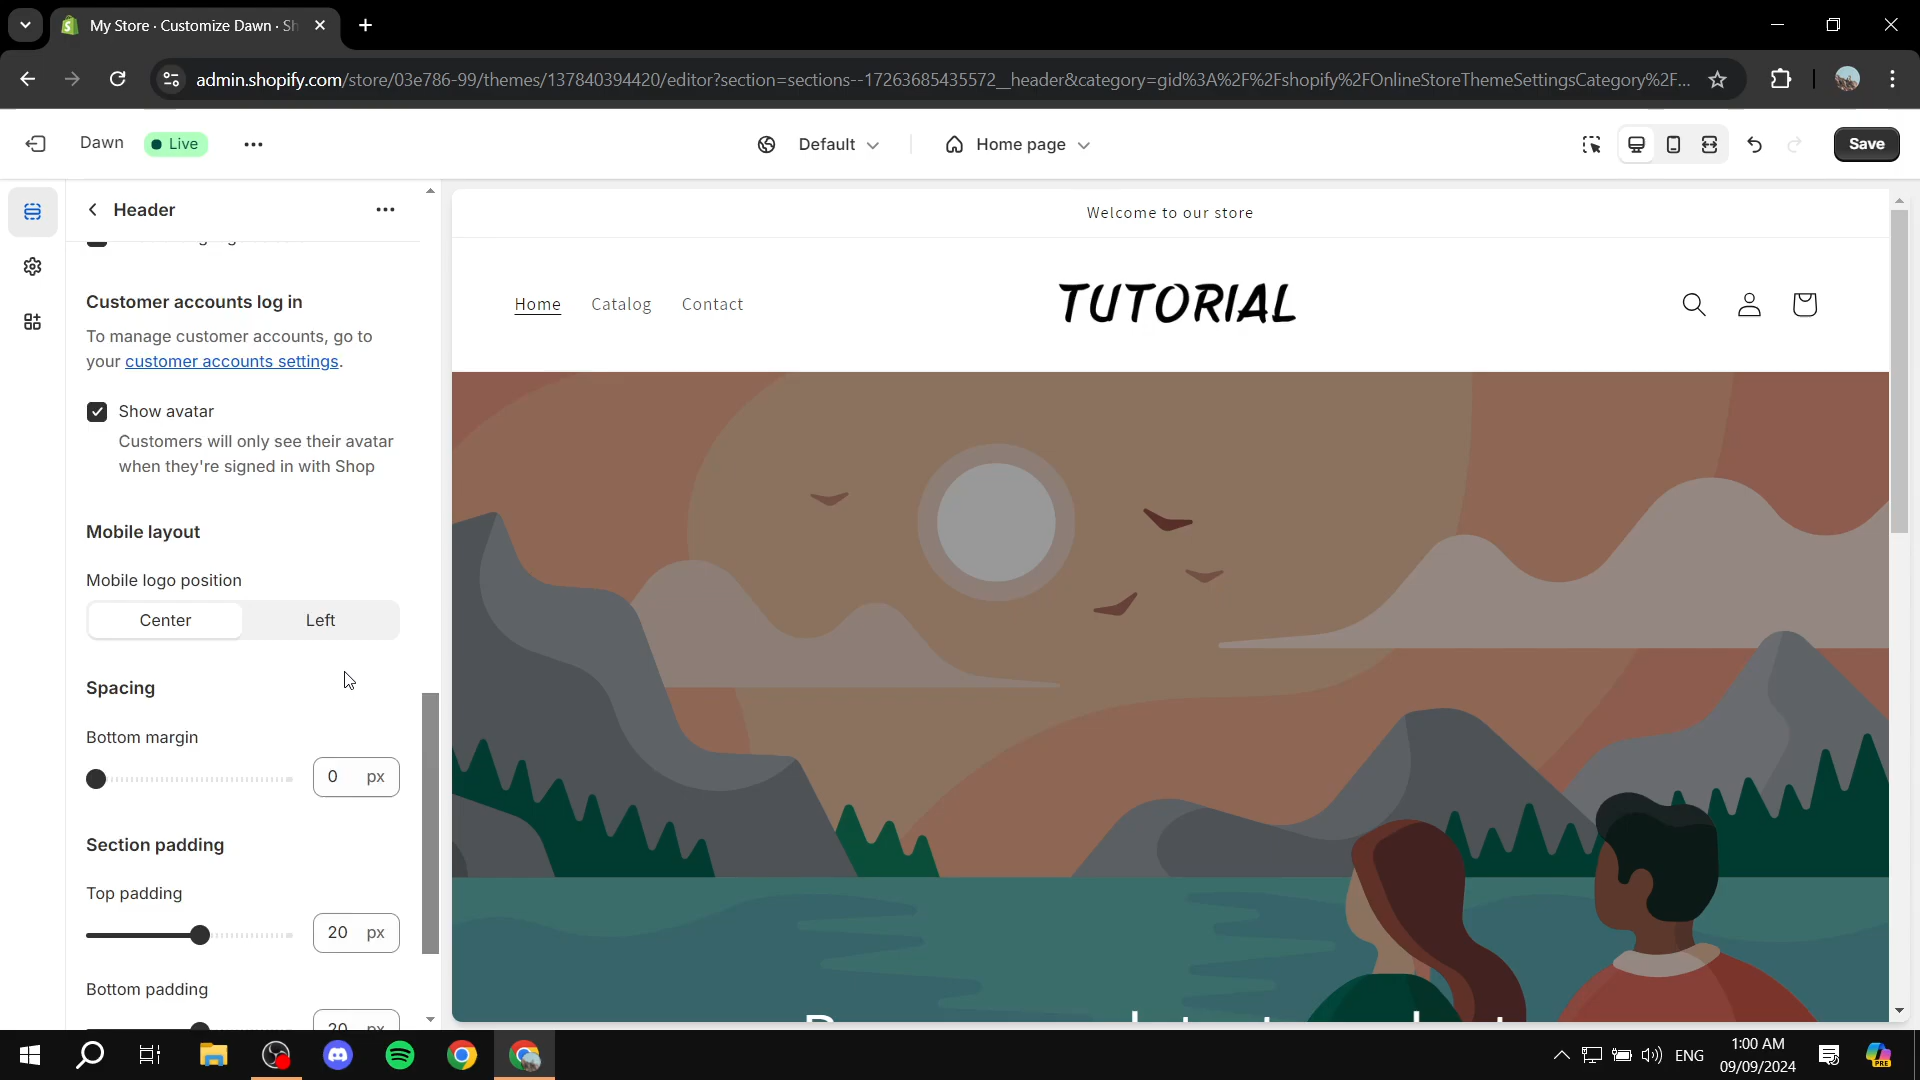 My Store · Customize Dawn · Sh
admin.shopify.com/store/03e786-99/themes/137840394420/editor?section=sections--17263685435572__header&category=gid%3A%2F%2Fshopify%2FOnlineStoreThemeSettingsCategory%2F...
Dawn
Live
Default
Home page
Save
Header
Customer accounts log in
To manage customer accounts, go to
your customer accounts settings.
Show avatar
Customers will only see their avatar
when they're signed in with Shop
Mobile layout
Mobile logo position
Center
Left
Spacing
Bottom margin
0 px
Section padding
Top padding
20 px
Bottom padding
20 px
Welcome to our store
Home
Catalog
Contact
TUTORIAL
ENG
1:00 AM
09/09/2024
PRE